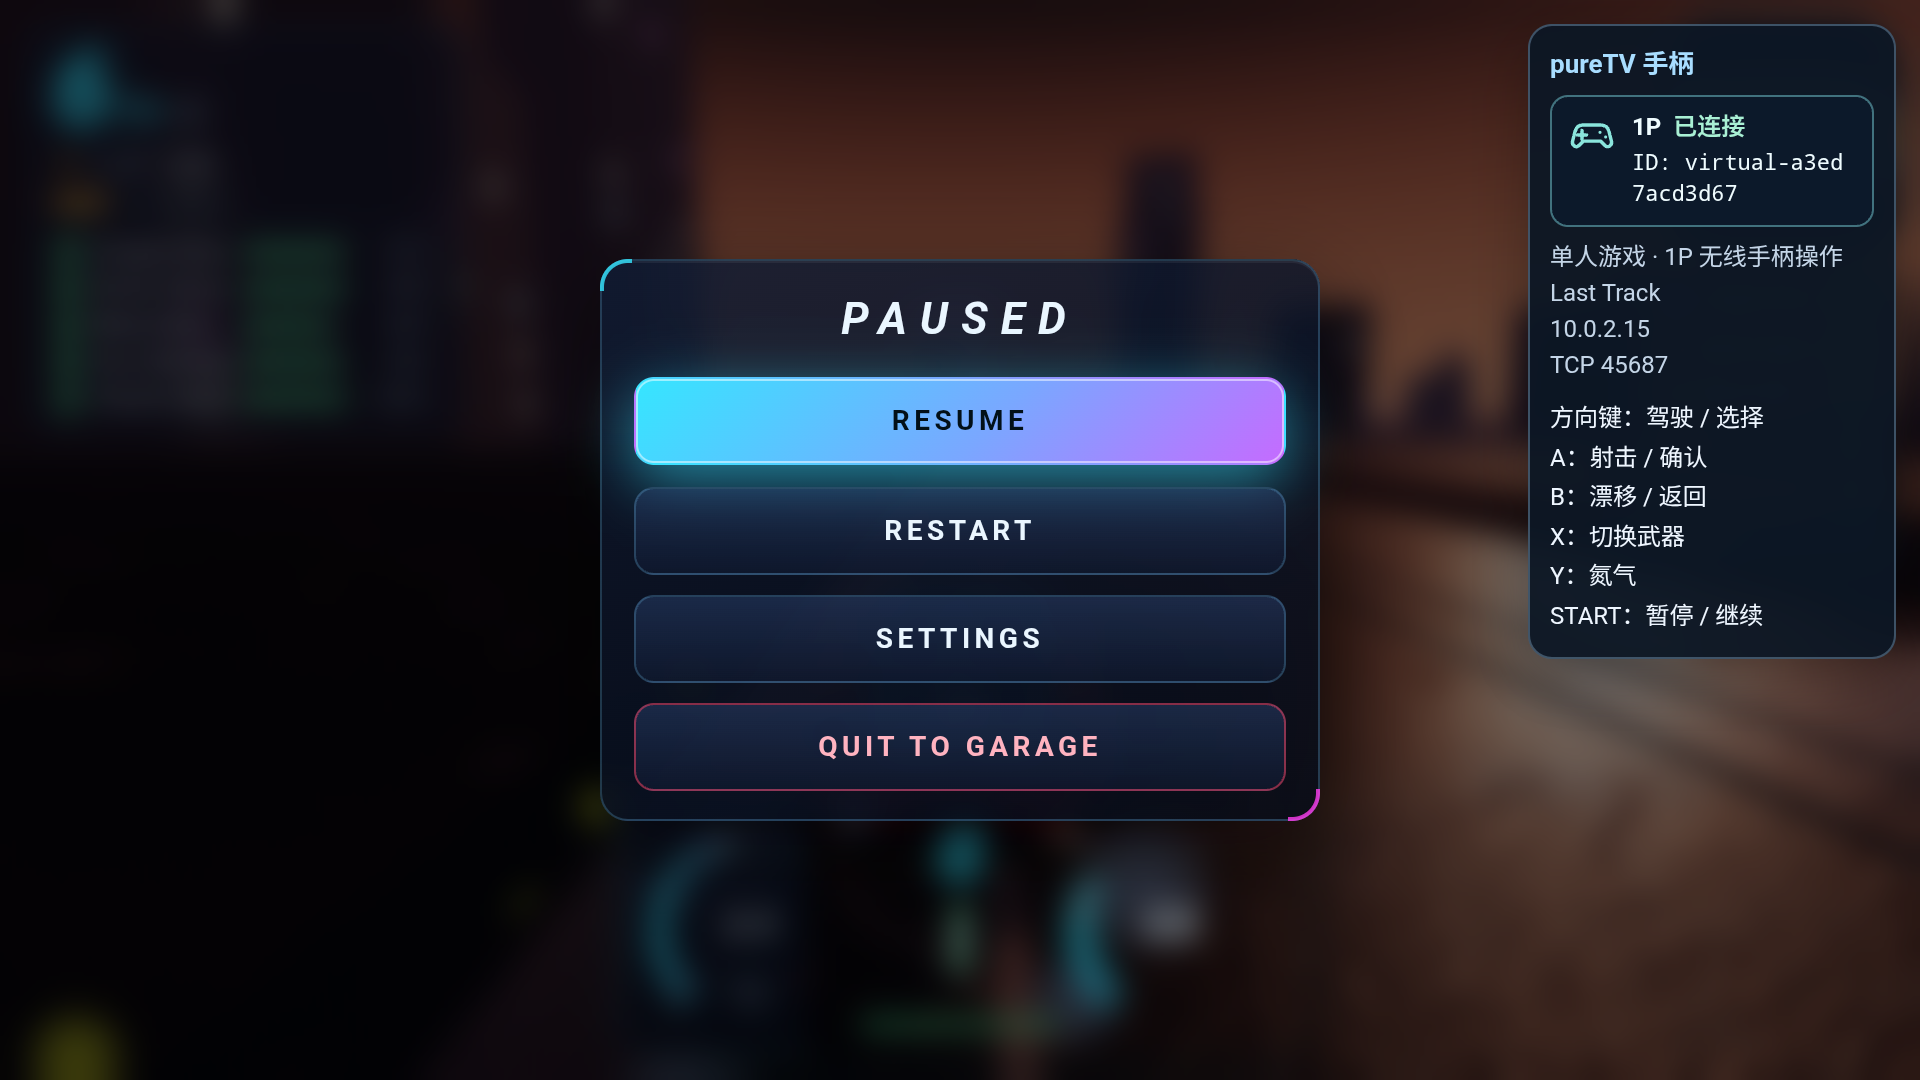 PAUSED
RESUME
RESTART
SETTINGS
QUIT TO GARAGE
pureTV 手柄
1P 已连接
ID: virtual-a3ed
7acd3d67
单人游戏 · 1P 无线手柄操作
Last Track
10.0.2.15
TCP 45687
方向键：驾驶 / 选择
A：射击 / 确认
B：漂移 / 返回
X：切换武器
Y：氮气
START：暂停 / 继续